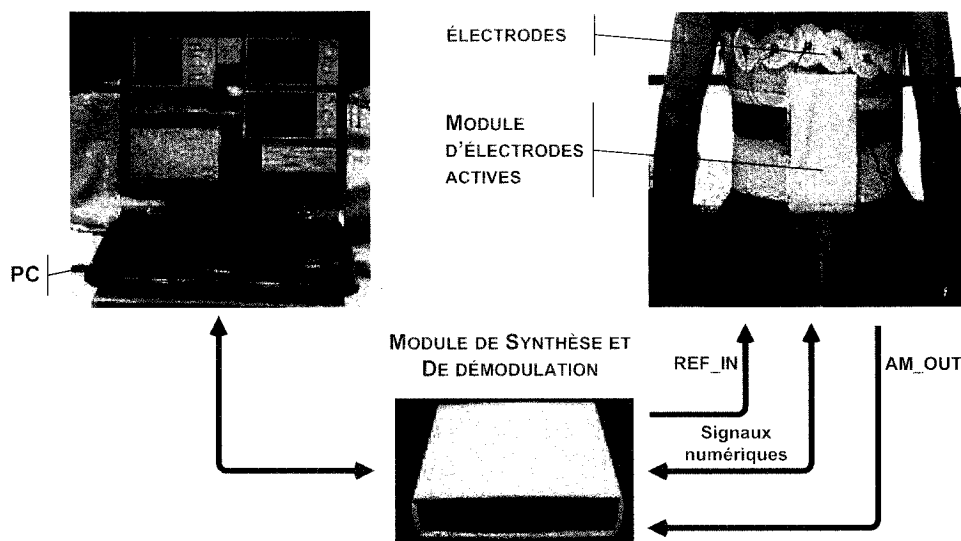 ÉLECTRODES
MODULE
D'ÉLECTRODES
ACTIVES
PC
MODULE DE SYNTHÈSE ET
DE DÉMODULATION
REF_IN
AM_OUT
Signaux
numériques